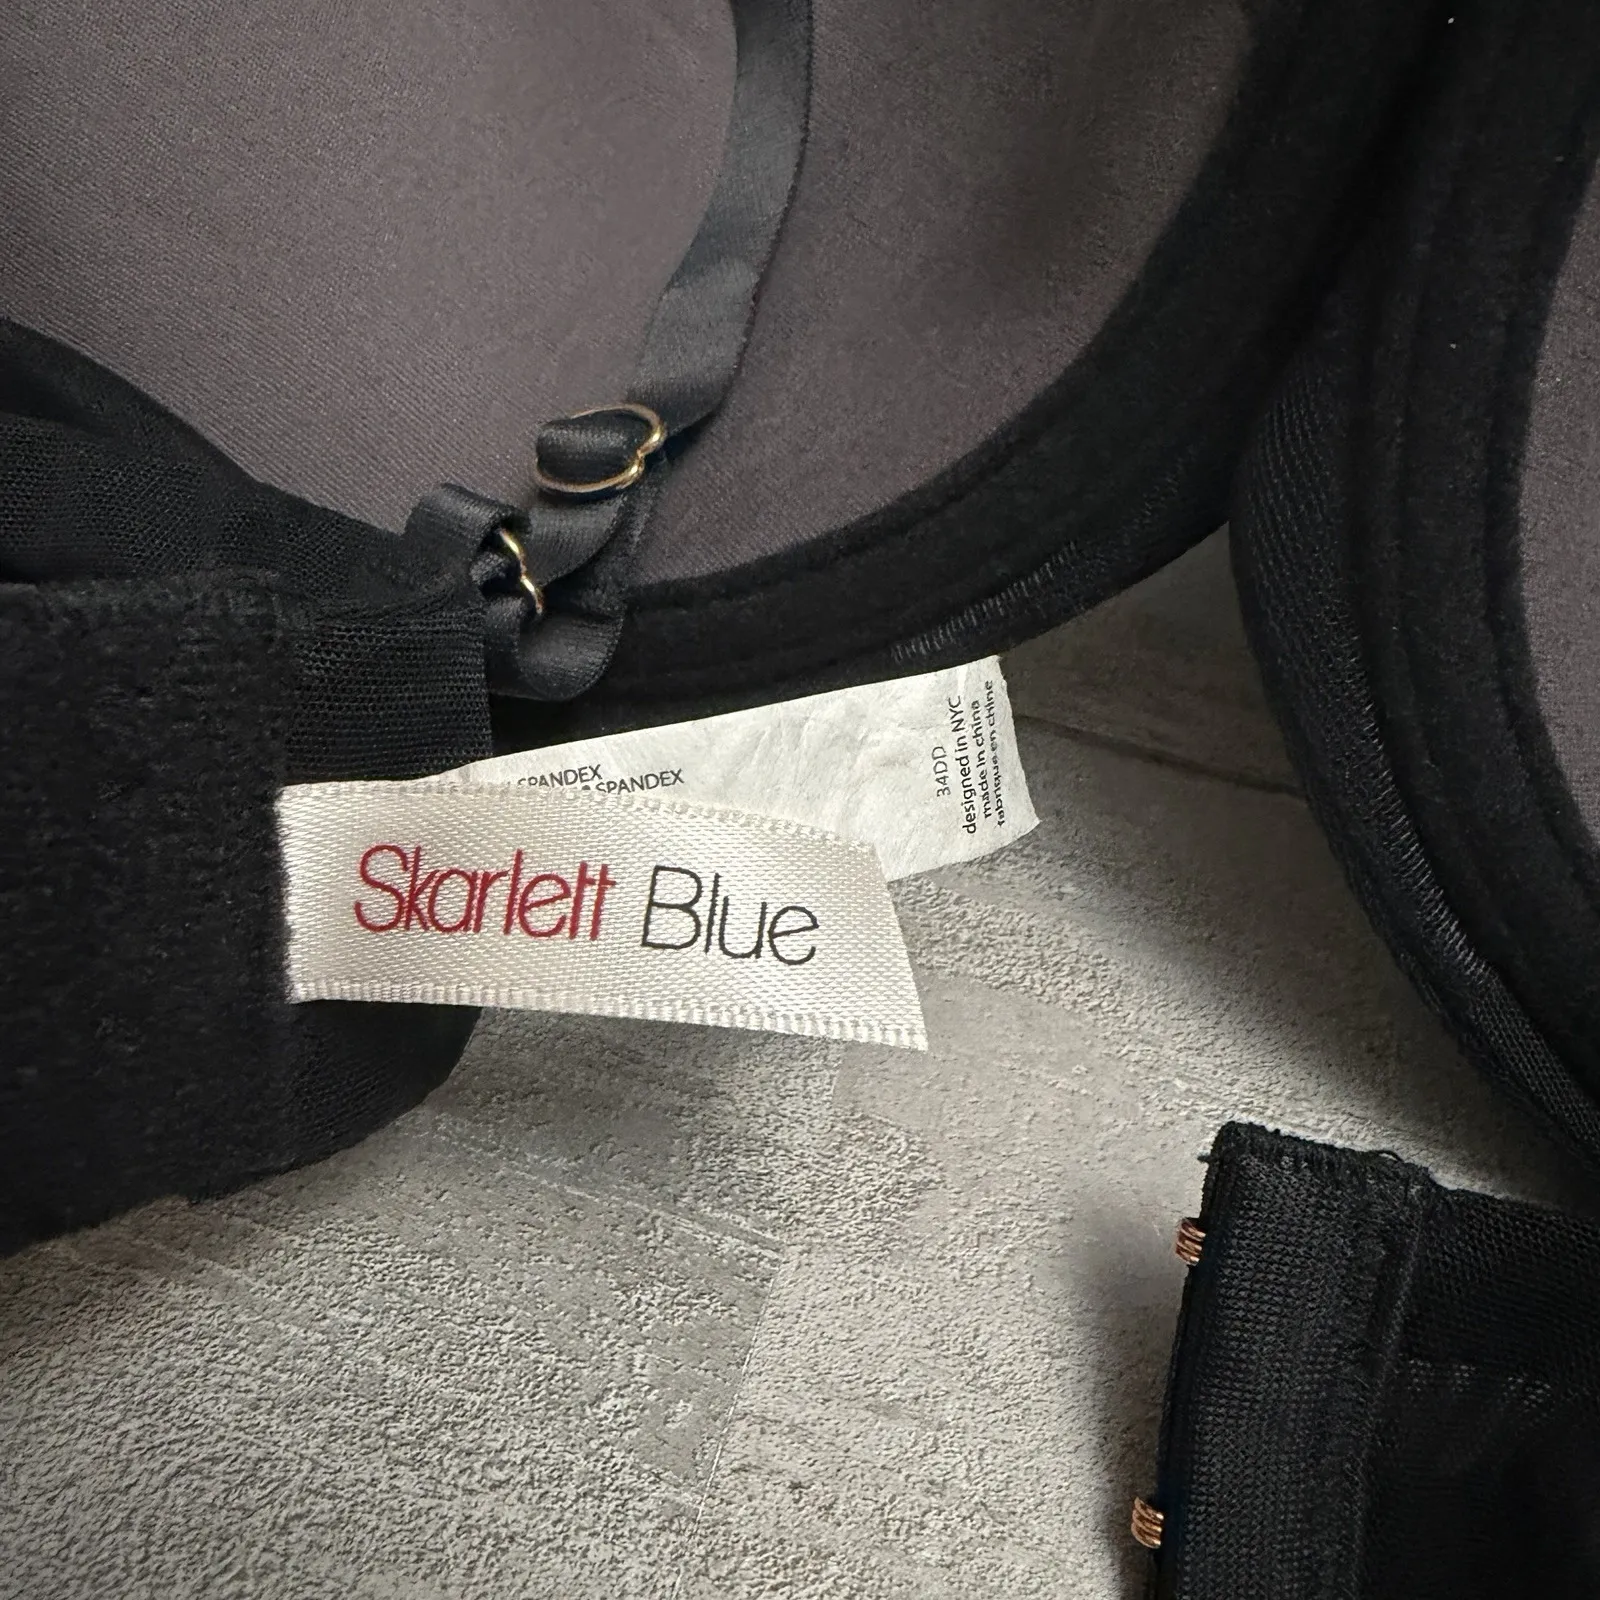 SPANDEX
SPANDEX
34DD
designed in NYC
made in china
fabriqué en chine
Skarlett Blue